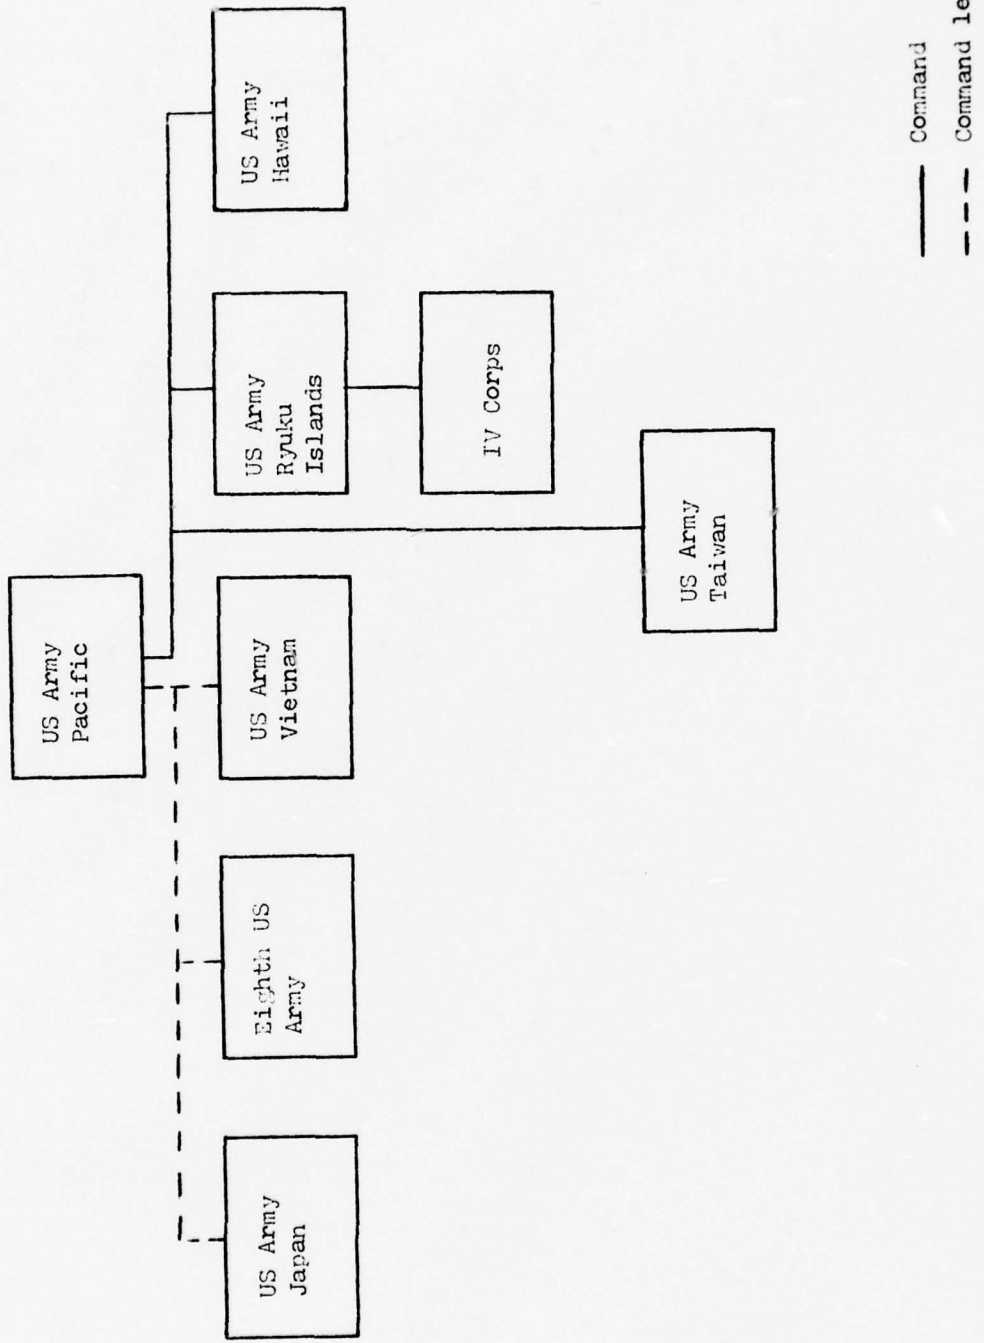 US Army
Pacific
US Army
Japan
Eighth US
Army
US Army
Vietnam
US Army
Ryuku
Islands
US Army
Hawaii
IV Corps
US Army
Taiwan
Command
Command le